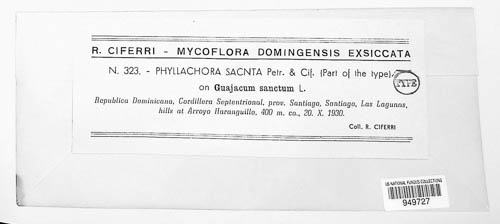 R. CIFERRI - MYCOFLORA DOMINGENSIS EXSICCATA
N. 323. - PHYLLACHORA SACNTA Petr. & Cif. (Part of the type)
TYPE
on Guajacum sanctum L.
Republica Dominicana, Cordillera Septentrional, prov. Santiago, Santiago, Las Lagunas,
hills at Arroyo Naranguillo, 400 m. ca., 20. X. 1930.
Coll. R. CIFERRI
US NATIONAL FUNGUS COLLECTIONS
949727